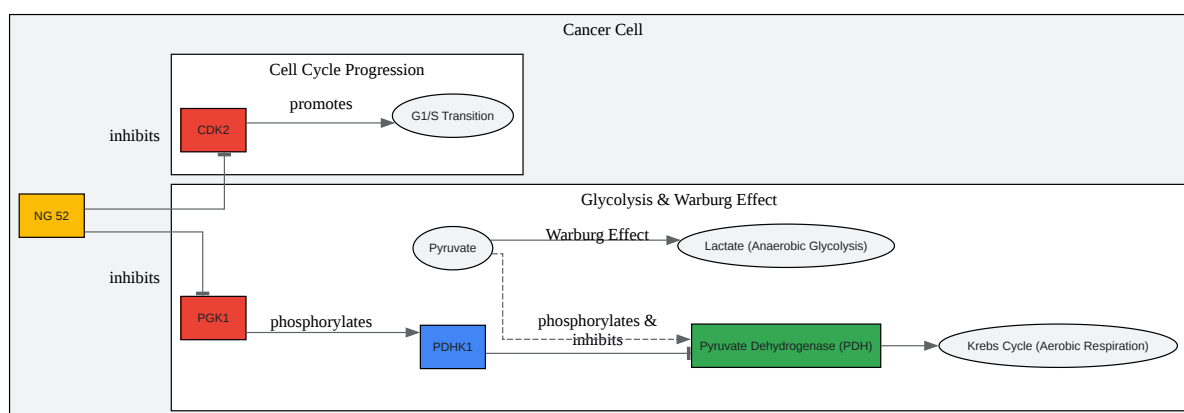 Cancer Cell
Cell Cycle Progression
promotes
CDK2
G1/S Transition
inhibits
NG 52
Glycolysis & Warburg Effect
Pyruvate
Warburg Effect
Lactate (Anaerobic Glycolysis)
inhibits
PGK1
phosphorylates
PDHK1
phosphorylates &
inhibits
Pyruvate Dehydrogenase (PDH)
Krebs Cycle (Aerobic Respiration)